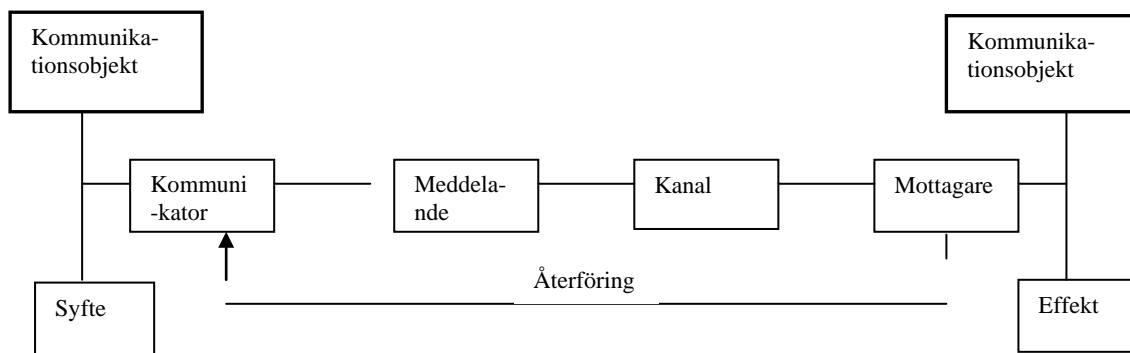 Kommunika-
tionsobjekt
Kommunika-
tionsobjekt
Kommuni
-kator
Meddela-
nde
Kanal
Mottagare
Återföring
Syfte
Effekt